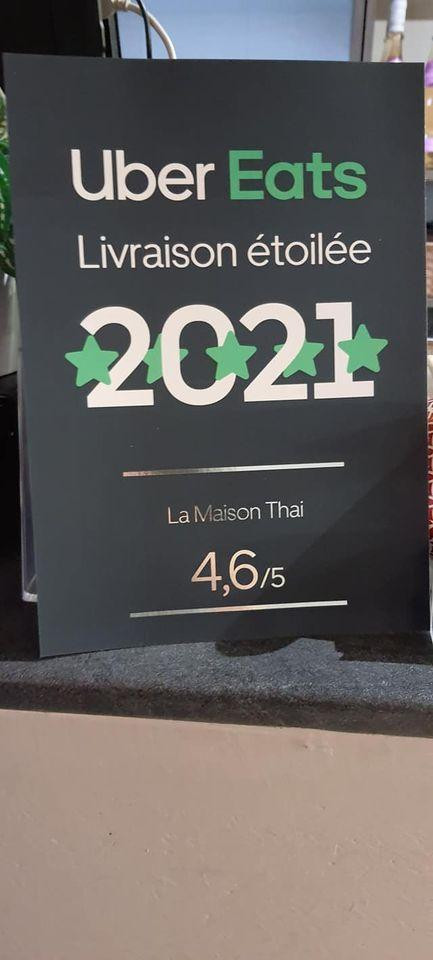 Uber Eats
Livraison étoilée
2021
La Maison Thai
4,6/5